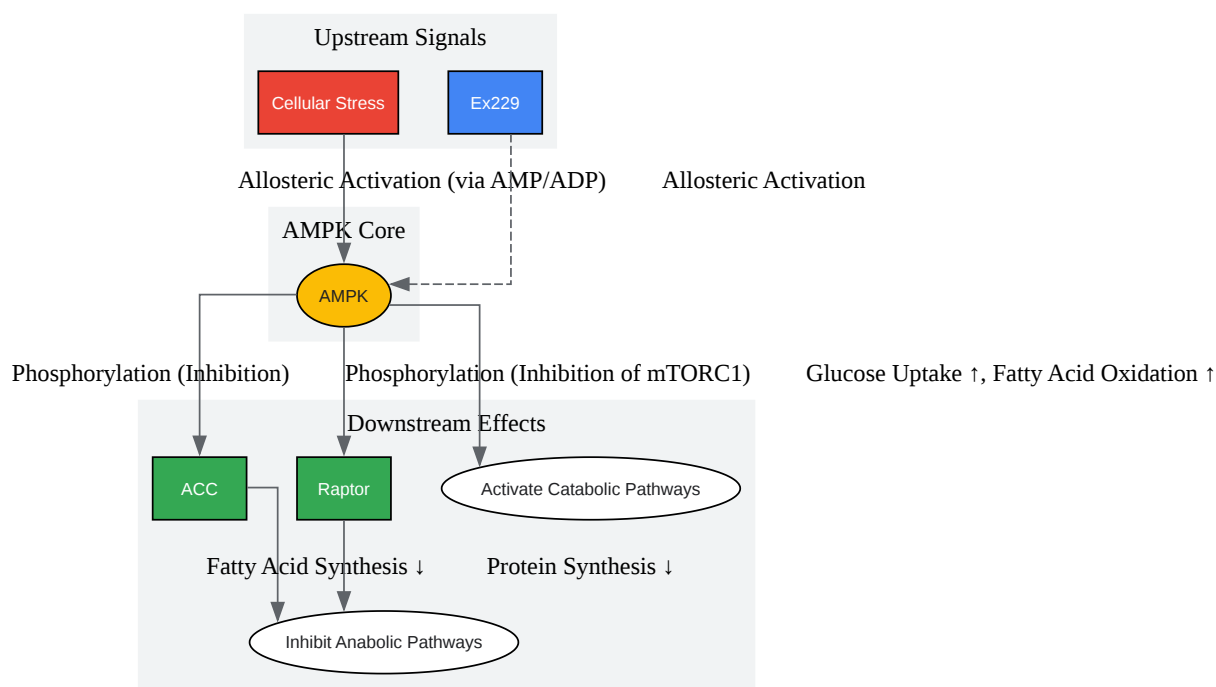 Upstream Signals
Cellular Stress
Ex229
Allosteric Activation (via AMP/ADP)
Allosteric Activation
AMPK Core
AMPK
Phosphorylation (Inhibition)
Phosphorylation (Inhibition of mTORC1)
Glucose Uptake ↑, Fatty Acid Oxidation ↑
Downstream Effects
ACC
Raptor
Activate Catabolic Pathways
Fatty Acid Synthesis ↓
Protein Synthesis ↓
Inhibit Anabolic Pathways